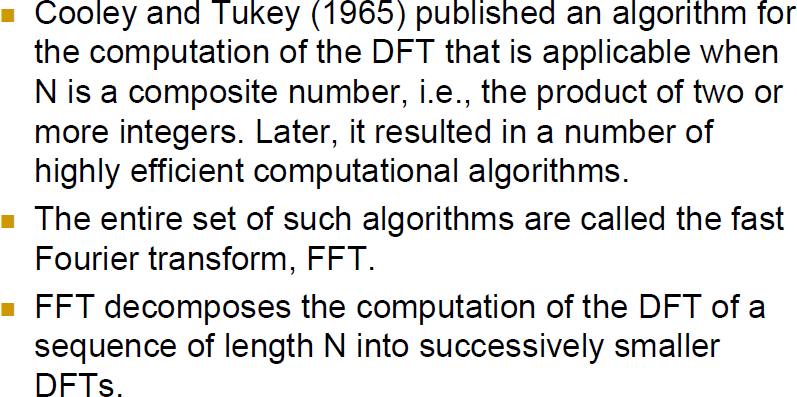 Cooley and Tukey (1965) published an algorithm for
the computation of the DFT that is applicable when
N is a composite number, i.e., the product of two or
more integers. Later, it resulted in a number of
highly efficient computational algorithms.
The entire set of such algorithms are called the fast
Fourier transform, FFT.
FFT decomposes the computation of the DFT of a
sequence of length N into successively smaller
DFTs.